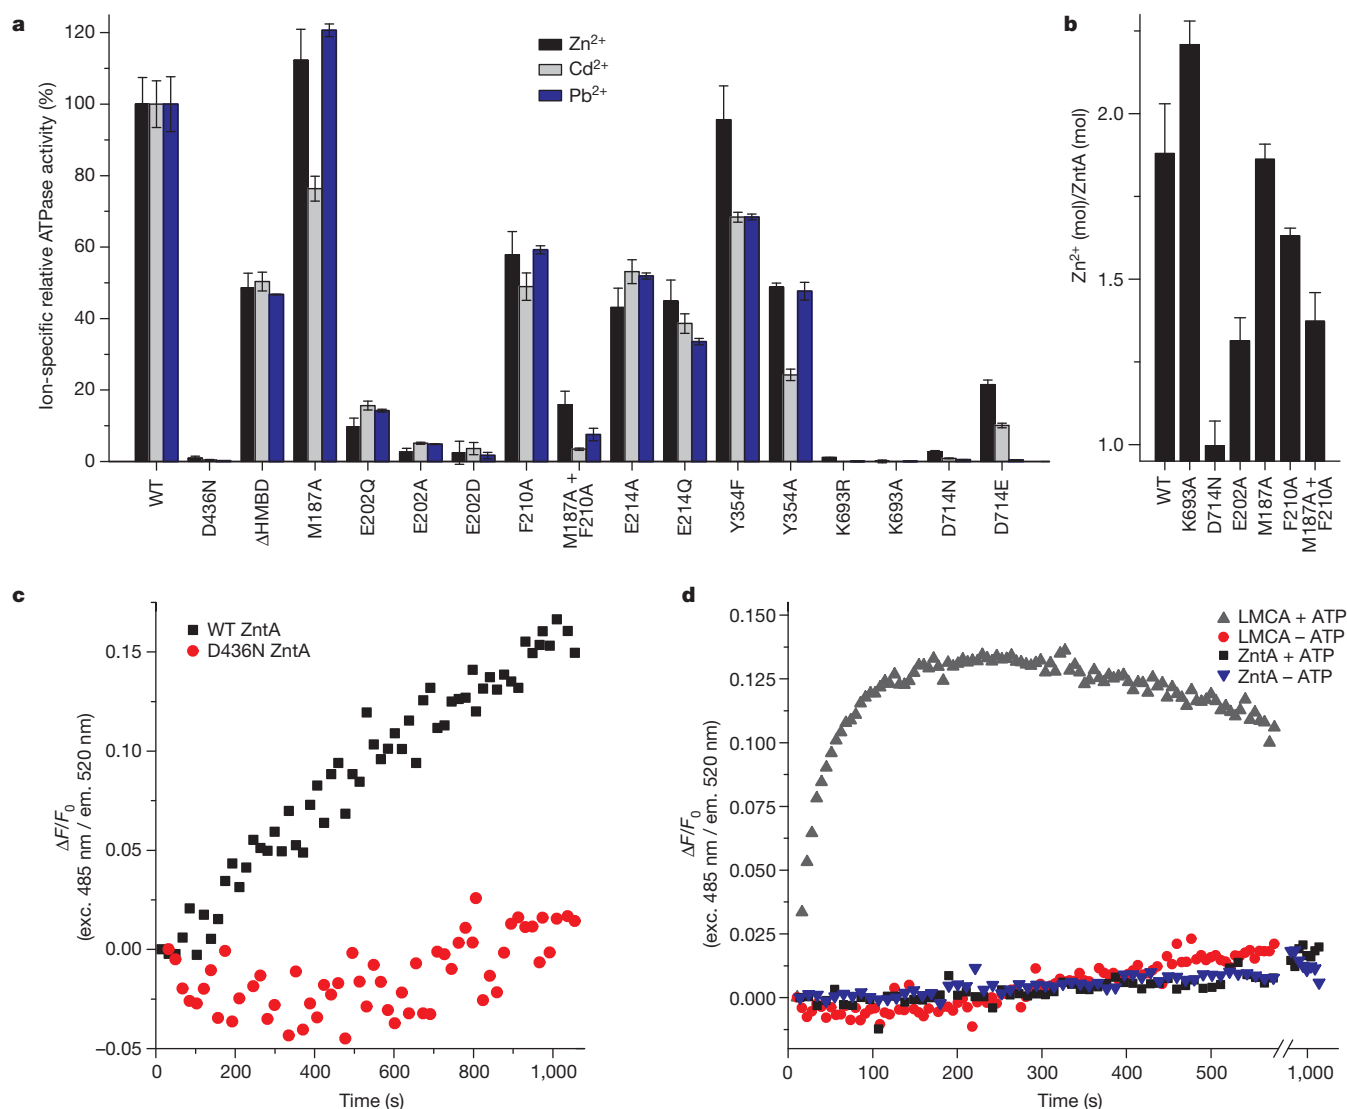 a
Ion-specific relative ATPase activity (%)
120
100
80
60
40
20
0
Zn2+
Cd2+
Pb2+
WT
D436N
ΔHMBD
M187A
E202Q
E202A
E202D
F210A
M187A +
F210A
E214A
E214Q
Y354F
Y354A
K693R
K693A
D714N
D714E
b
Zn2+ (mol)/ZntA (mol)
2.0
1.5
1.0
WT
K693A
D714N
E202A
M187A
F210A
M187A +
F210A
c
ΔF/F0
(exc. 485 nm / em. 520 nm)
0.15
0.10
0.05
0.00
–0.05
WT ZntA
D436N ZntA
0
200
400
600
800
1,000
Time (s)
d
ΔF/F0
(exc. 485 nm / em. 520 nm)
0.150
0.125
0.100
0.075
0.050
0.025
0.000
LMCA + ATP
LMCA – ATP
ZntA + ATP
ZntA – ATP
0
100
200
300
400
500
1,000
Time (s)